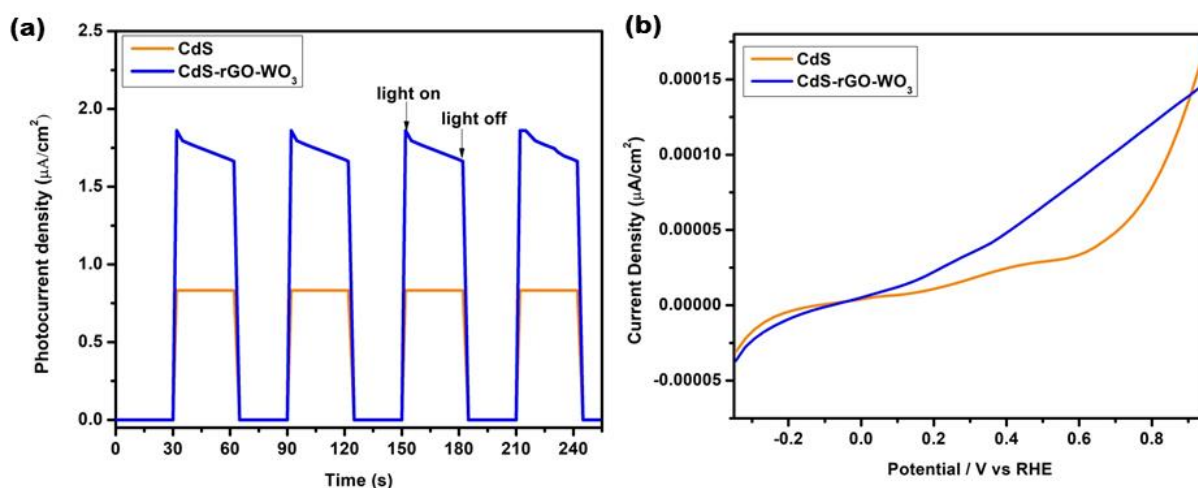 (a)
2.5
2.0
1.5
1.0
0.5
0.0
Photocurrent density (μA/cm²)
CdS
CdS-rGO-WO₃
light on
light off
0 30 60 90 120 150 180 210 240
Time (s)
(b)
0.00015
0.00010
0.00005
0.00000
-0.00005
Current Density (μA/cm²)
CdS
CdS-rGO-WO₃
-0.2 0.0 0.2 0.4 0.6 0.8
Potential / V vs RHE